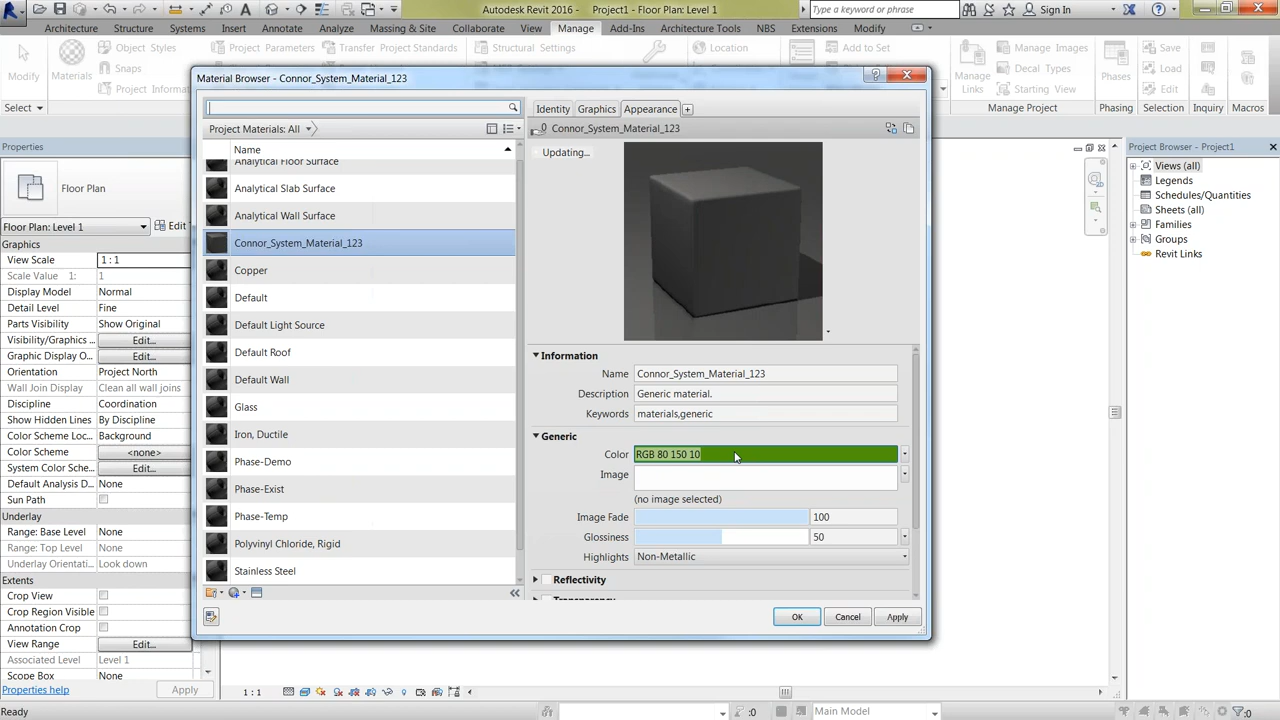 Autodesk Revit 2016 - Project1 - Floor Plan: Level 1
Type a keyword or phrase
Sign In
Architecture Structure Systems Insert Annotate Analyze Massing & Site Collaborate View Manage Add-Ins Architecture Tools NBS Extensions Modify
Modify
Materials
Object Styles
Snaps
Project Informa
Project Parameters
Transfer Project Standards
Structural Settings
Location
Add to Set
Manage Links
Manage Images
Decal Types
Starting View
Phases
Save
Load
Edit
Select
Manage Project
Phasing
Selection
Inquiry
Macros
Material Browser - Connor_System_Material_123
Project Materials: All
Name
Analytical Floor Surface
Analytical Slab Surface
Analytical Wall Surface
Connor_System_Material_123
Copper
Default
Default Light Source
Default Roof
Default Wall
Glass
Iron, Ductile
Phase-Demo
Phase-Exist
Phase-Temp
Polyvinyl Chloride, Rigid
Stainless Steel
Identity Graphics Appearance
0 Connor_System_Material_123
Updating...
Information
Name Connor_System_Material_123
Description Generic material.
Keywords materials,generic
Generic
Color RGB 80 150 10
Image
(no image selected)
Image Fade 100
Glossiness 50
Highlights Non-Metallic
Reflectivity
Transparency
OK Cancel Apply
Properties
Floor Plan
Floor Plan: Level 1 Edit
Graphics
View Scale 1 : 1
Scale Value 1: 1
Display Model Normal
Detail Level Fine
Parts Visibility Show Original
Visibility/Graphics Edit...
Graphic Display O... Edit...
Orientation Project North
Wall Join Display Clean all wall joins
Discipline Coordination
Show Hidden Lines By Discipline
Color Scheme Loc... Background
Color Scheme <none>
System Color Sche... Edit...
Default Analysis D... None
Sun Path
Underlay
Range: Base Level None
Range: Top Level None
Underlay Orientati... Look down
Extents
Crop View
Crop Region Visible
Annotation Crop
View Range Edit...
Associated Level Level 1
Scope Box None
Properties help Apply
Project Browser - Project1
Views (all)
Legends
Schedules/Quantities
Sheets (all)
Families
Groups
Revit Links
1 : 1
Ready
:0
Main Model
:0